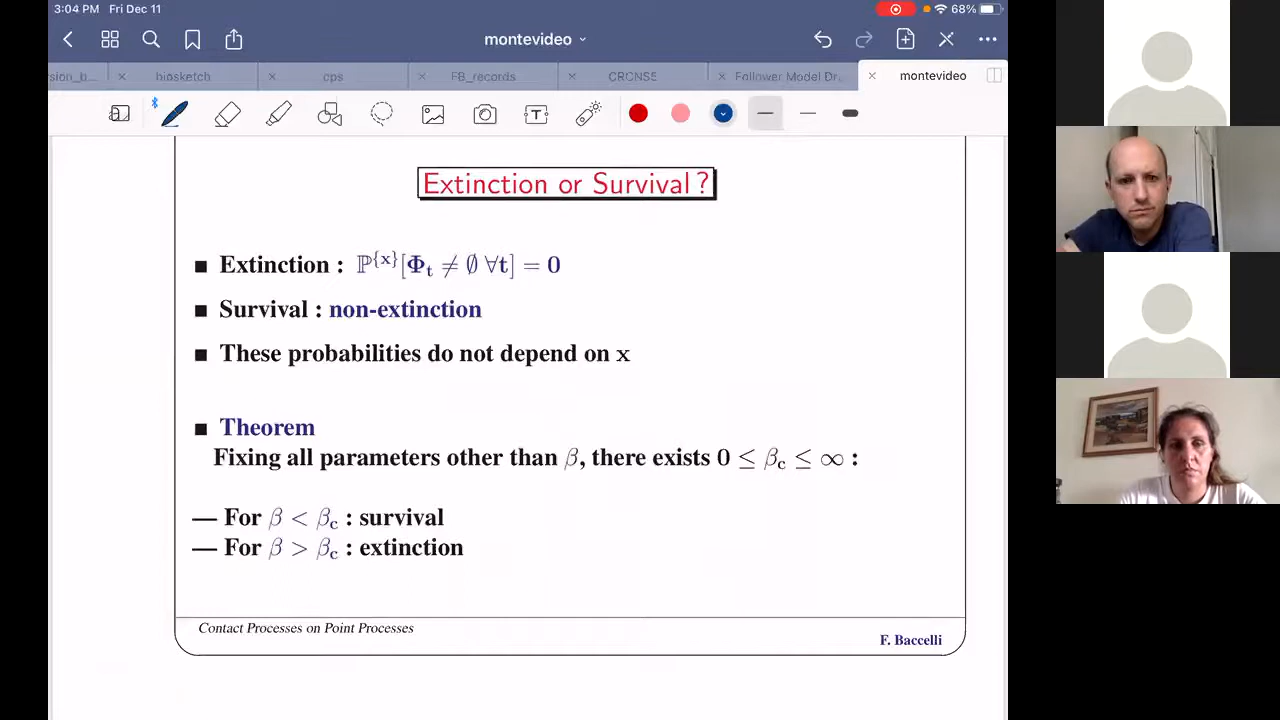 3:04 PM Fri Dec 11
68%
montevideo
rsion_b...
biosketch
cps
FB_records
CRCNS5
Follower Model Dr...
montevideo
T
Extinction or Survival ?
■ Extinction : ℙ^{x}[Φ_t ≠ ∅ ∀t] = 0
■ Survival : non-extinction
■ These probabilities do not depend on x
■ Theorem
Fixing all parameters other than β, there exists 0 ≤ β_c ≤ ∞ :
— For β < β_c : survival
— For β > β_c : extinction
Contact Processes on Point Processes
F. Baccelli